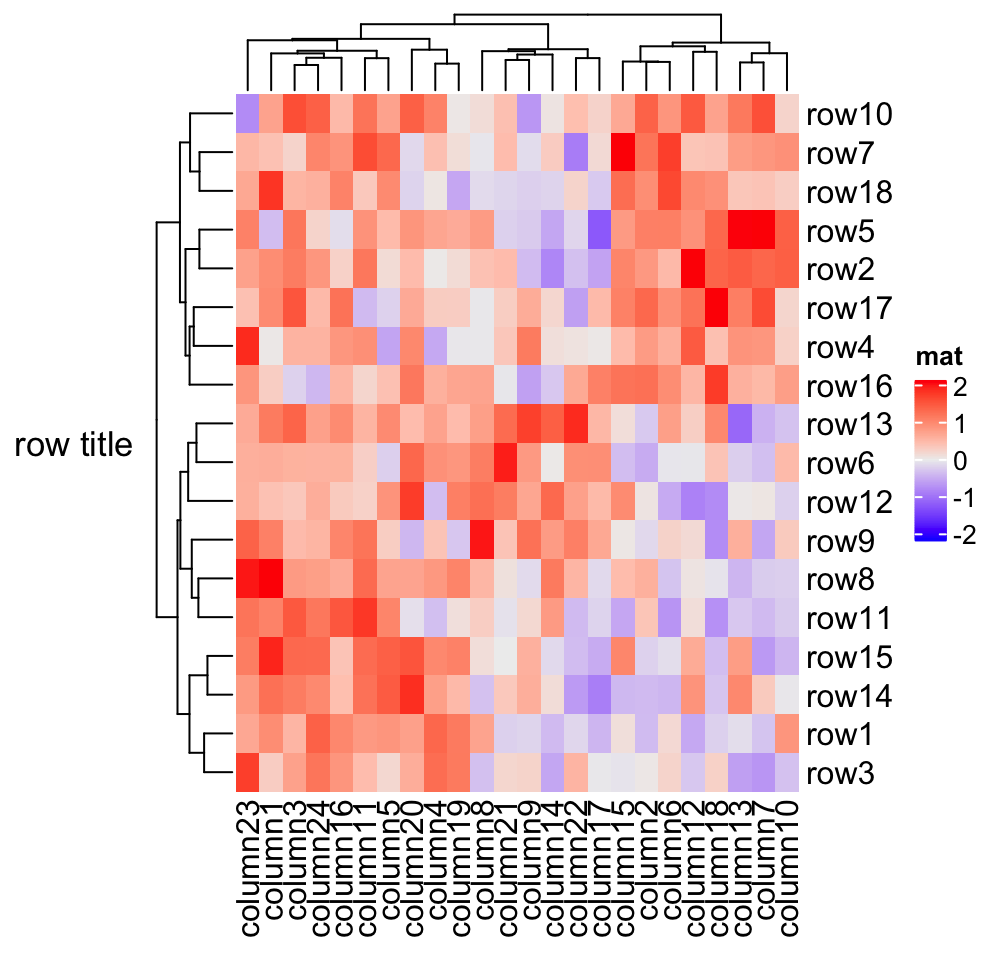 row10
row7
row18
row5
row2
row17
row4
row16
row13
row6
row12
row9
row8
row11
row15
row14
row1
row3
row title
mat
2
1
0
-1
-2
column23
column1
column3
column24
column16
column11
column5
column20
column4
column19
column8
column21
column9
column14
column22
column17
column15
column2
column6
column12
column18
column13
column7
column10